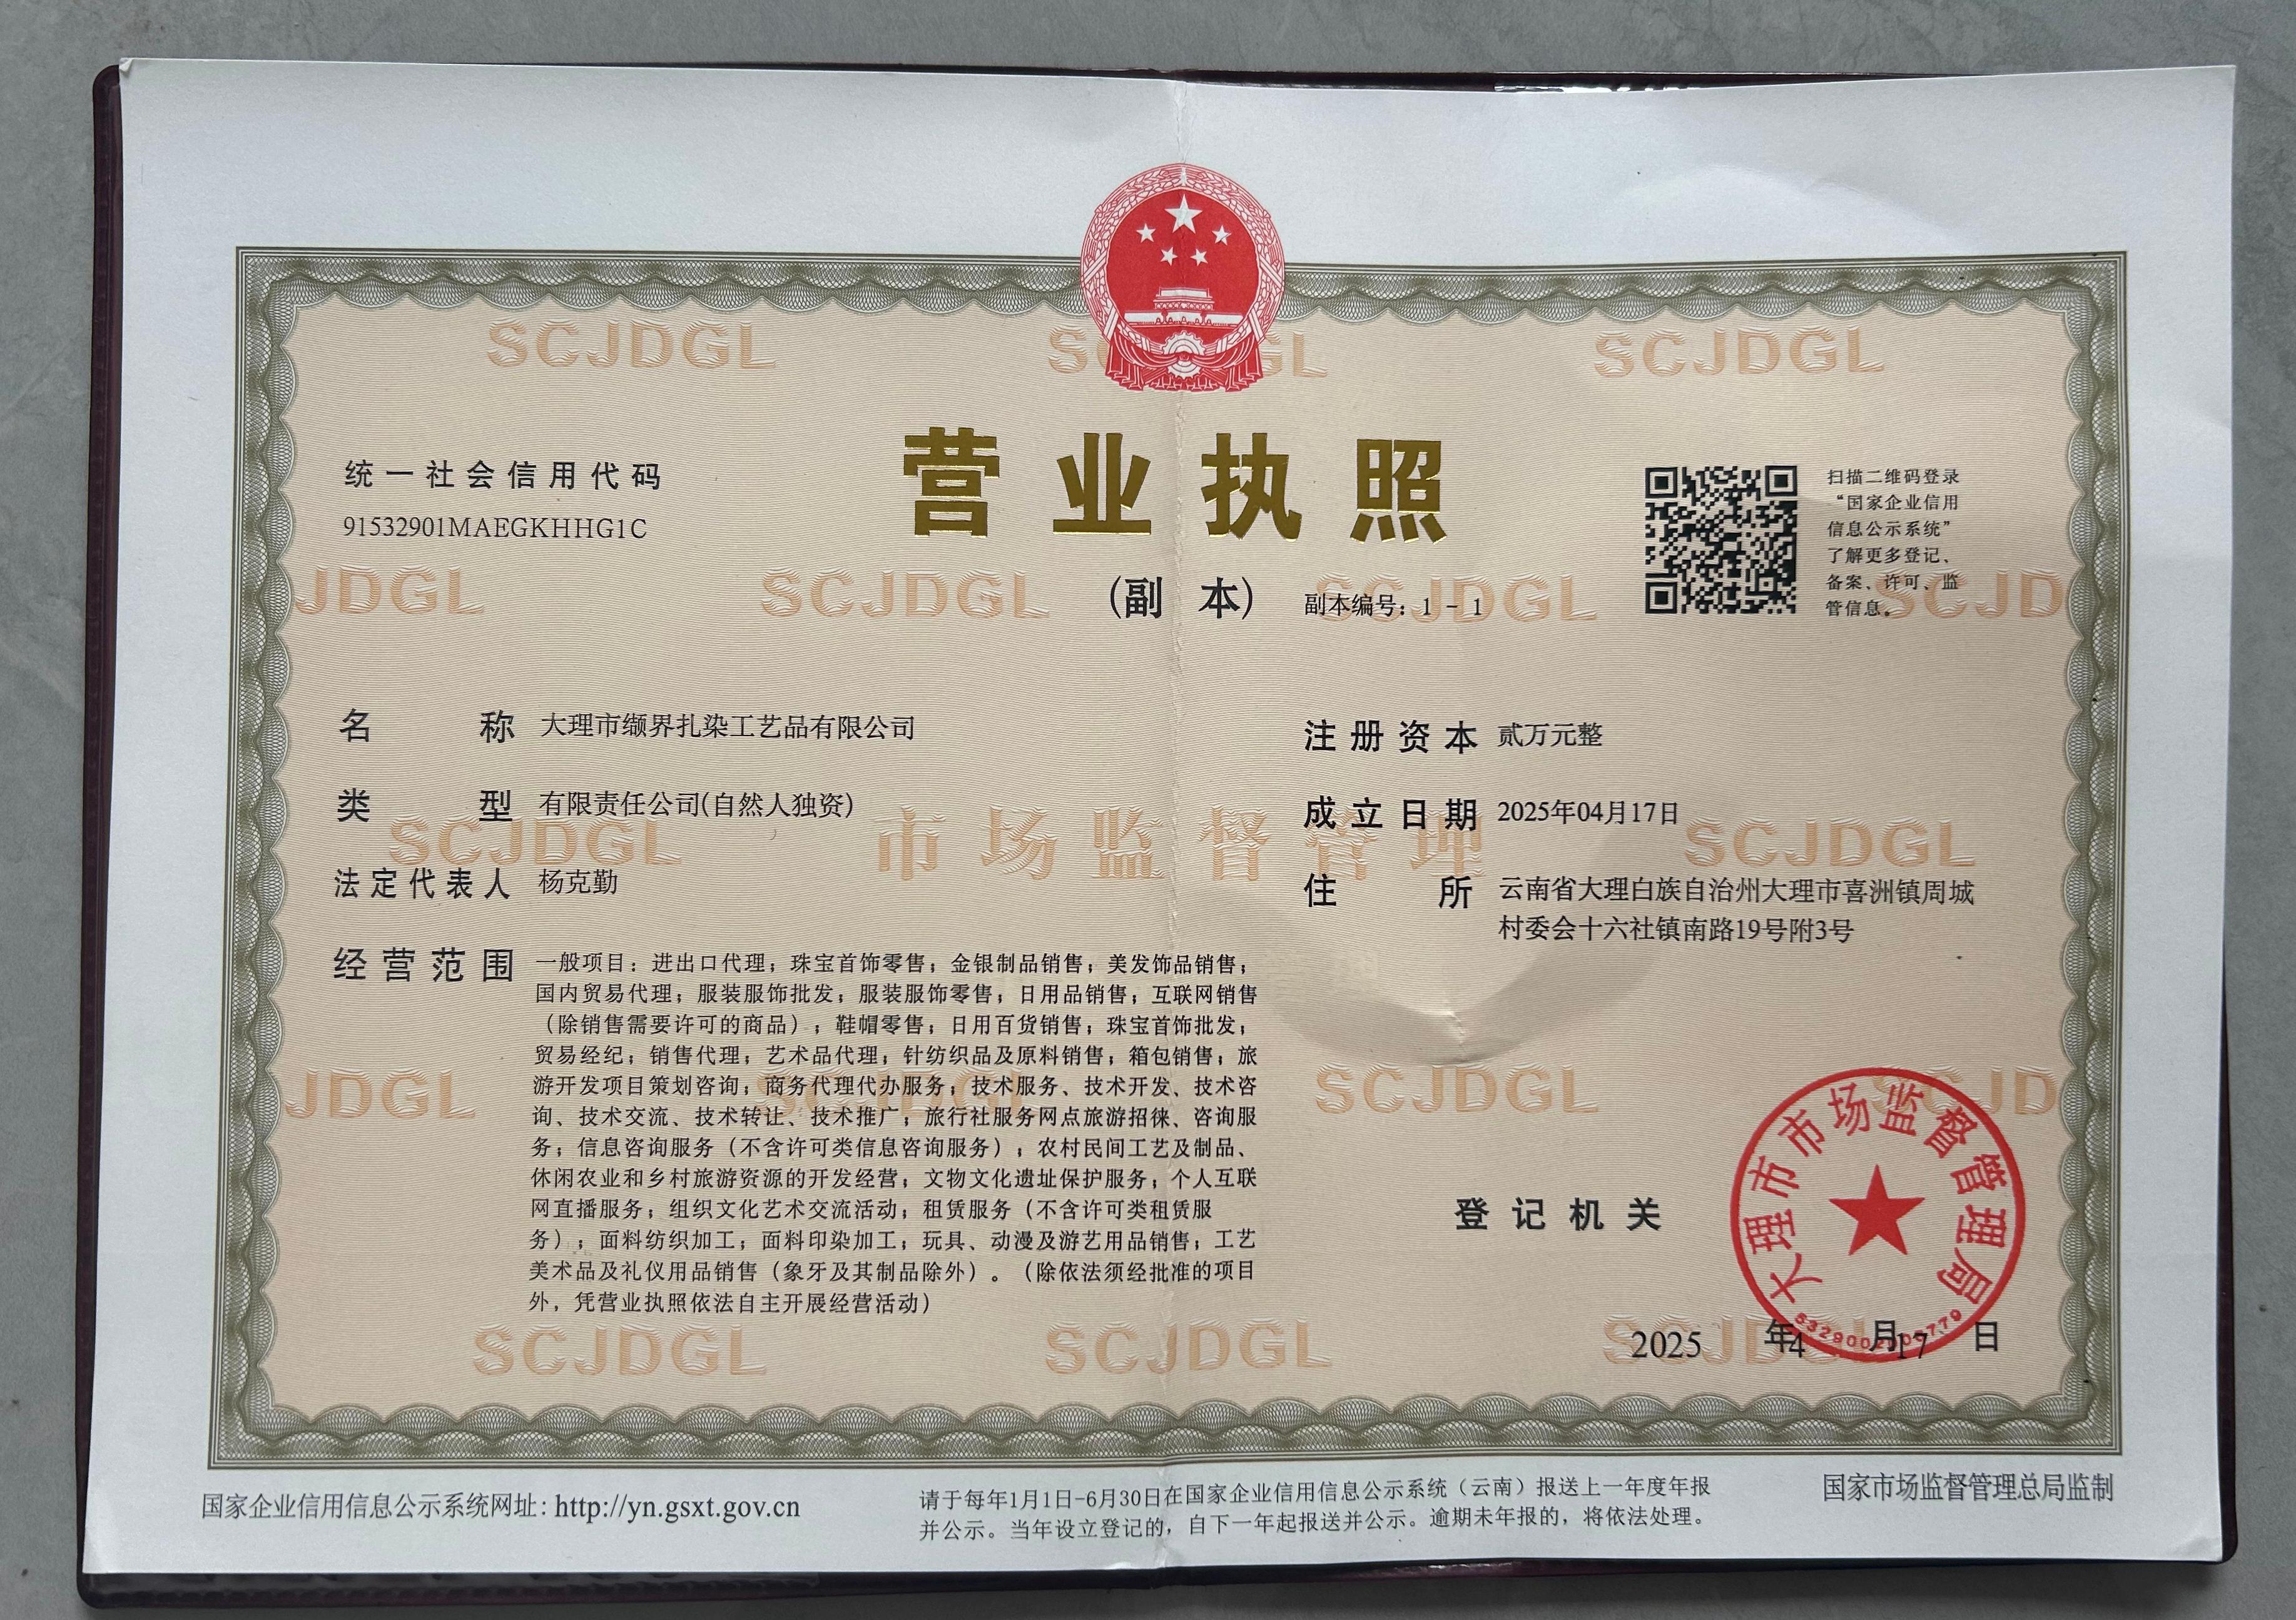 营业执照
(副 本) 副本编号：1 - 1
统一社会信用代码
91532901MAEGKHHG1C
扫描二维码登录
“国家企业信用
信息公示系统”
了解更多登记、
备案、许可、监
管信息。
名 称 大理市缬界扎染工艺品有限公司
类 型 有限责任公司(自然人独资)
法定代表人 杨克勤
经营范围 一般项目：进出口代理；珠宝首饰零售；金银制品销售；美发饰品销售；
国内贸易代理；服装服饰批发；服装服饰零售；日用品销售；互联网销售
（除销售需要许可的商品）；鞋帽零售；日用百货销售；珠宝首饰批发；
贸易经纪；销售代理；艺术品代理；针纺织品及原料销售；箱包销售；旅
游开发项目策划咨询；商务代理代办服务；技术服务、技术开发、技术咨
询、技术交流、技术转让、技术推广；旅行社服务网点旅游招徕、咨询服
务；信息咨询服务（不含许可类信息咨询服务）；农村民间工艺及制品、
休闲农业和乡村旅游资源的开发经营；文物文化遗址保护服务；个人互联
网直播服务；组织文化艺术交流活动；租赁服务（不含许可类租赁服
务）；面料纺织加工；面料印染加工；玩具、动漫及游艺用品销售；工艺
美术品及礼仪用品销售（象牙及其制品除外）。（除依法须经批准的项目
外，凭营业执照依法自主开展经营活动）
注册资本 贰万元整
成立日期 2025年04月17日
住 所 云南省大理白族自治州大理市喜洲镇周城
村委会十六社镇南路19号附3号
登记机关
大理市市场监督管理局
2025 年4 月17 日
国家企业信用信息公示系统网址：http://yn.gsxt.gov.cn
请于每年1月1日-6月30日在国家企业信用信息公示系统（云南）报送上一年度年报
并公示。当年设立登记的，自下一年起报送并公示。逾期未年报的，将依法处理。
国家市场监督管理总局监制
SCJDGL
市场监督管理